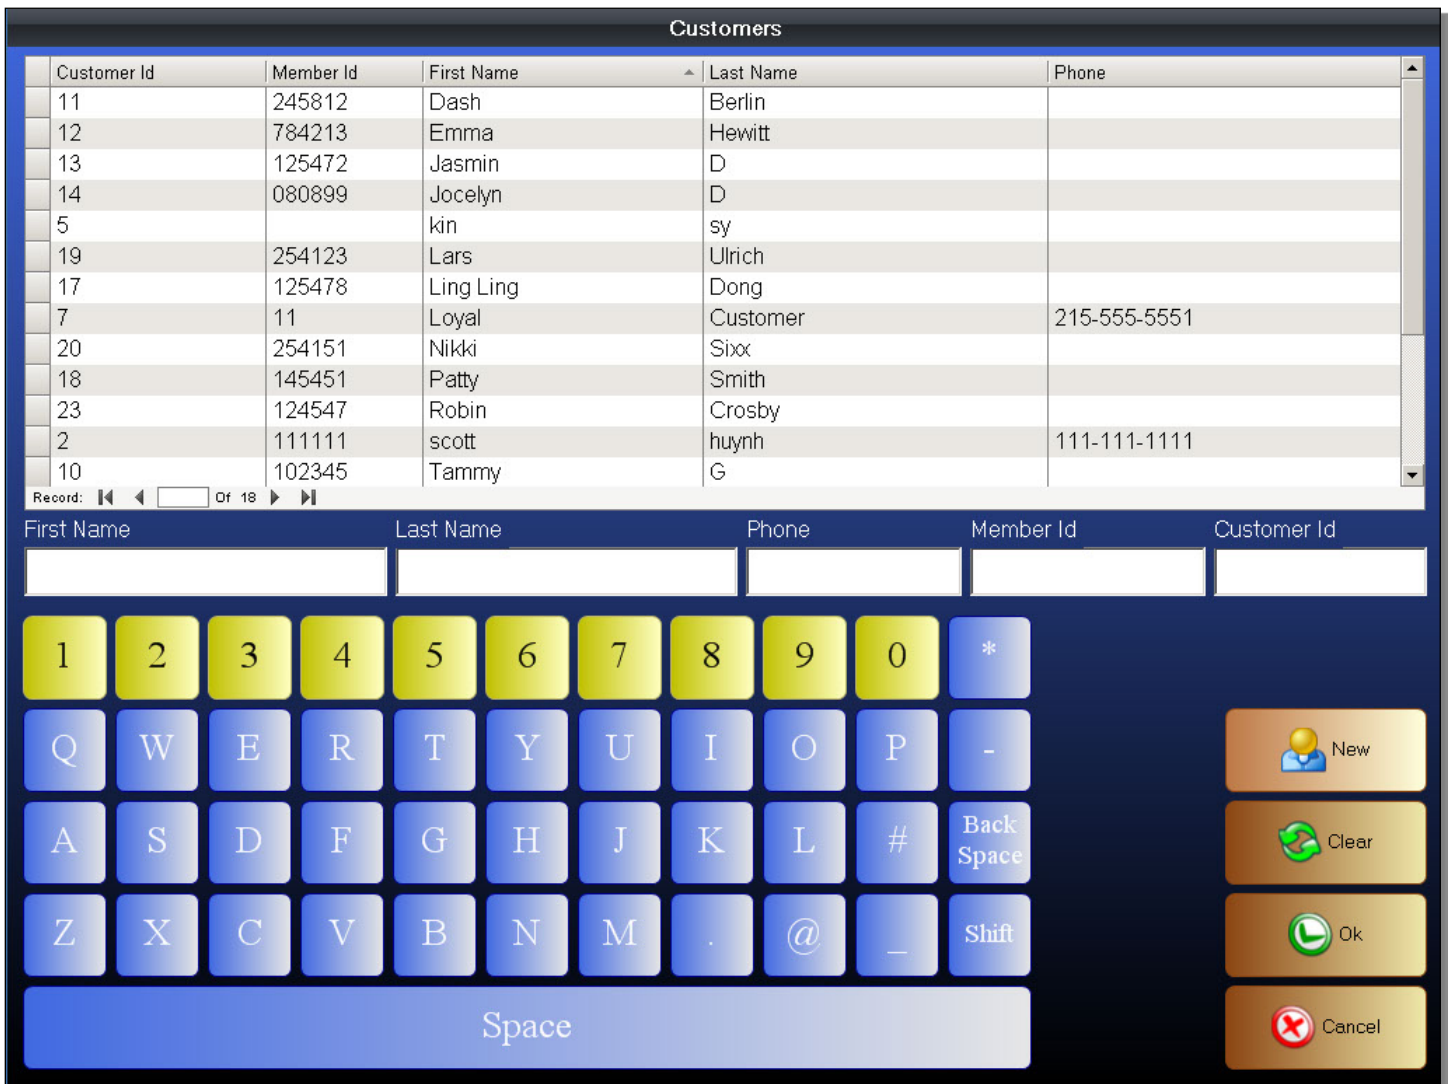 Customers
Customer Id Member Id First Name Last Name Phone
11 245812 Dash Berlin
12 784213 Emma Hewitt
13 125472 Jasmin D
14 080899 Jocelyn D
5 kin sy
19 254123 Lars Ulrich
17 125478 Ling Ling Dong
7 11 Loyal Customer 215-555-5551
20 254151 Nikki Sixx
18 145451 Patty Smith
23 124547 Robin Crosby
2 111111 scott huynh 111-111-1111
10 102345 Tammy G
Record: Of 18
First Name Last Name Phone Member Id Customer Id
1 2 3 4 5 6 7 8 9 0 *
Q W E R T Y U I O P -
New
A S D F G H J K L # Back Space
Clear
Z X C V B N M . @ _ Shift
Ok
Space
Cancel